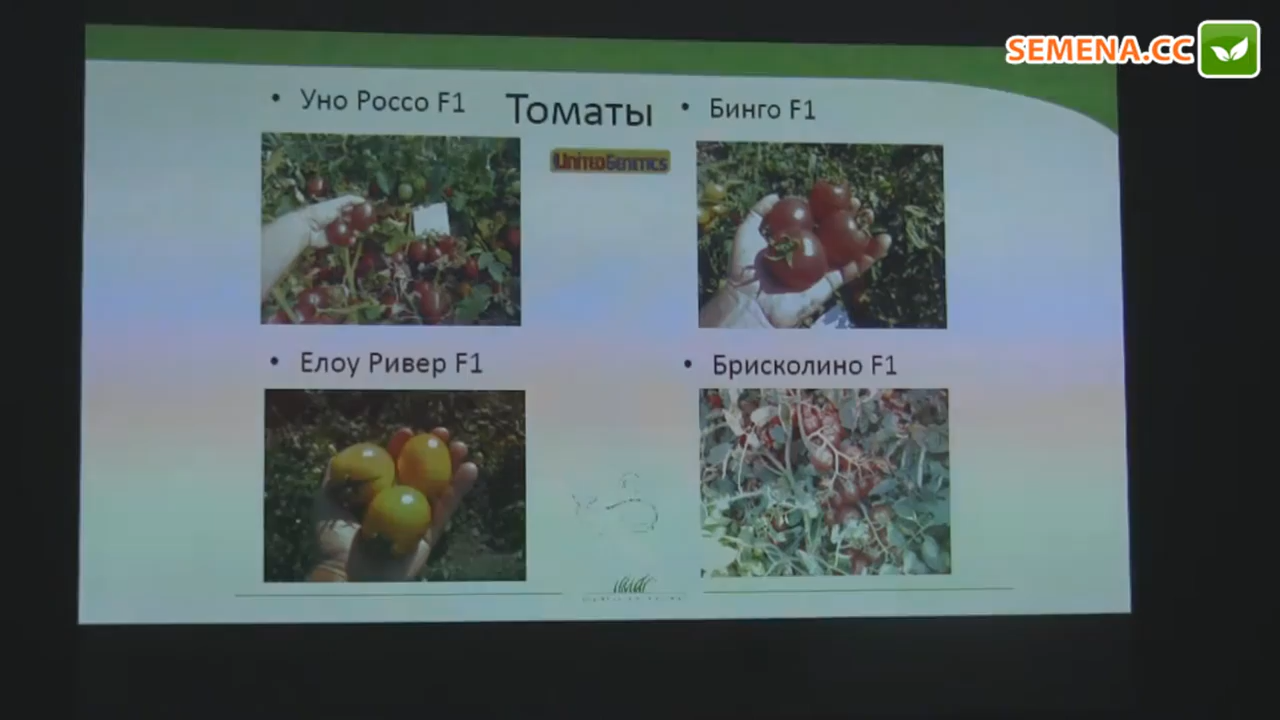 SEMENA.CC
• Уно Россо F1
Томаты
• Бинго F1
UNITED GENETICS
• Елоу Ривер F1
• Брисколино F1